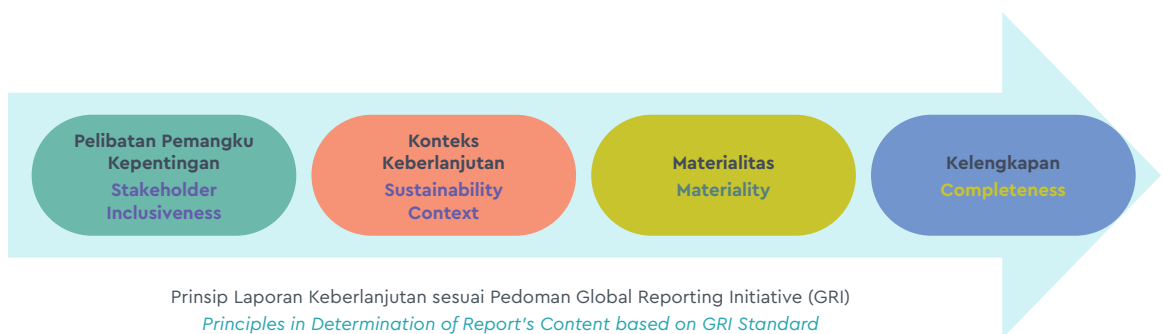 Pelibatan Pemangku
Kepentingan
Stakeholder
Inclusiveness
Konteks
Keberlanjutan
Sustainability
Context
Materialitas
Materiality
Kelengkapan
Completeness
Prinsip Laporan Keberlanjutan sesuai Pedoman Global Reporting Initiative (GRI)
Principles in Determination of Report's Content based on GRI Standard